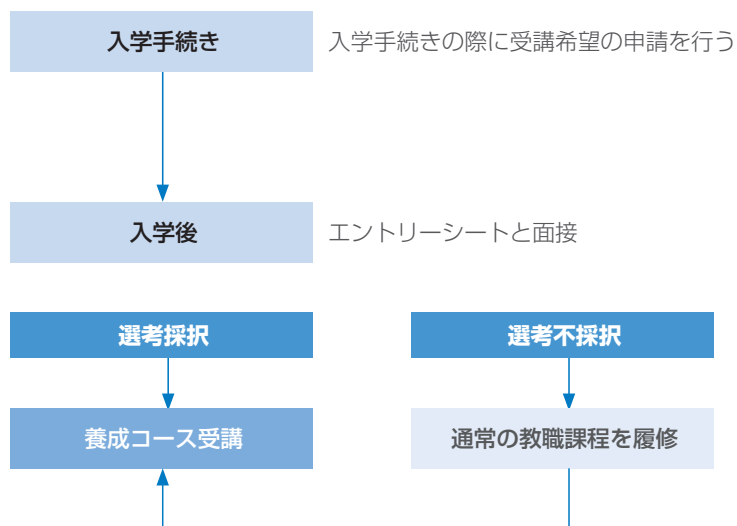 入学手続き
入学手続きの際に受講希望の申請を行う
入学後
エントリーシートと面接
選考採択
選考不採択
養成コース受講
通常の教職課程を履修